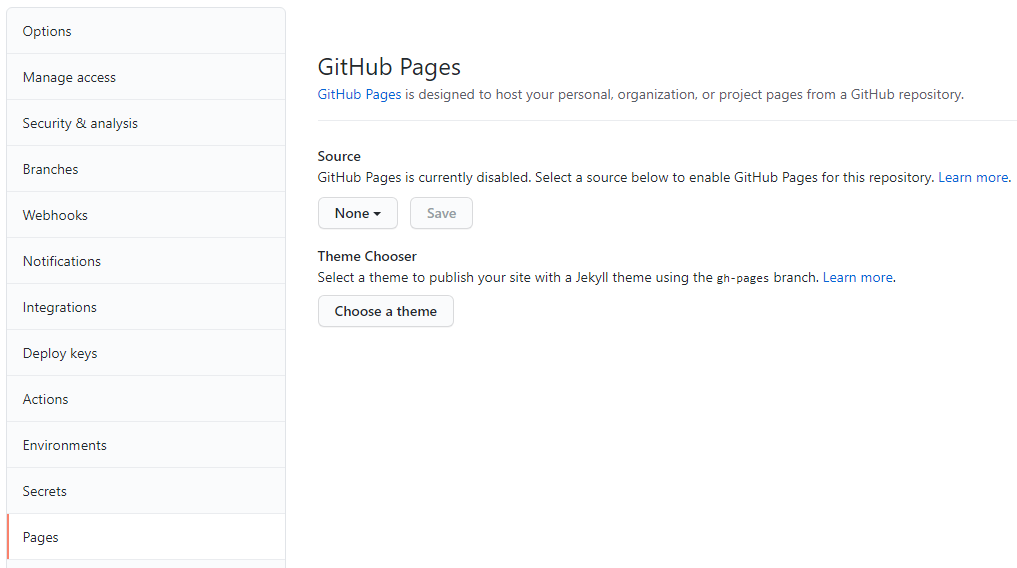 Options
Manage access
Security & analysis
Branches
Webhooks
Notifications
Integrations
Deploy keys
Actions
Environments
Secrets
Pages
GitHub Pages
GitHub Pages is designed to host your personal, organization, or project pages from a GitHub repository.
Source
GitHub Pages is currently disabled. Select a source below to enable GitHub Pages for this repository. Learn more.
None
Save
Theme Chooser
Select a theme to publish your site with a Jekyll theme using the gh-pages branch. Learn more.
Choose a theme